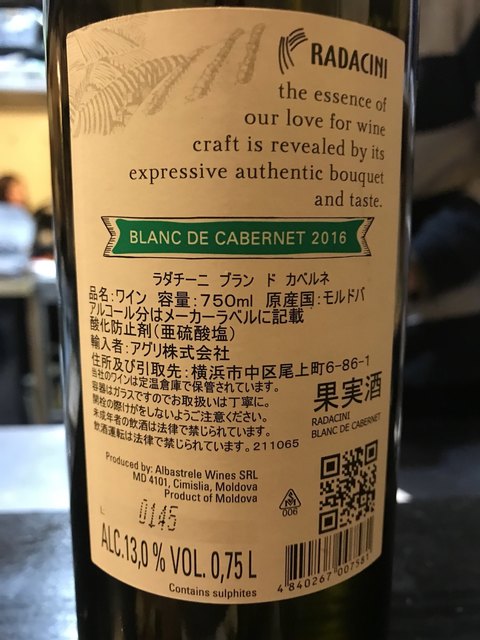 RADACINI
the essence of
our love for wine
craft is revealed by its
expressive authentic bouquet
and taste.
BLANC DE CABERNET 2016
ラダチーニ ブラン ド カベルネ
品名:ワイン 容量:750ml 原産国:モルドバ
アルコール分はメーカーラベルに記載
酸化防止剤(亜硫酸塩)
輸入者:アグリ株式会社
住所及び引取先:横浜市中区尾上町6-86-1
当社のワインは定温倉庫で保管されています。
容器はガラスですのでお取扱いは丁寧に。
開栓の際けがをしないようご注意ください。
未成年者の飲酒は法律で禁じられています。
飲酒運転は法律で禁じられています。211065
果実酒
RADACINI
BLANC DE CABERNET
Produced by: Albastrele Wines SRL
MD 4101, Cimislia, Moldova
Product of Moldova
006
L
0145
ALC.13,0 % VOL. 0,75 L
Contains sulphites
4 840267 007581